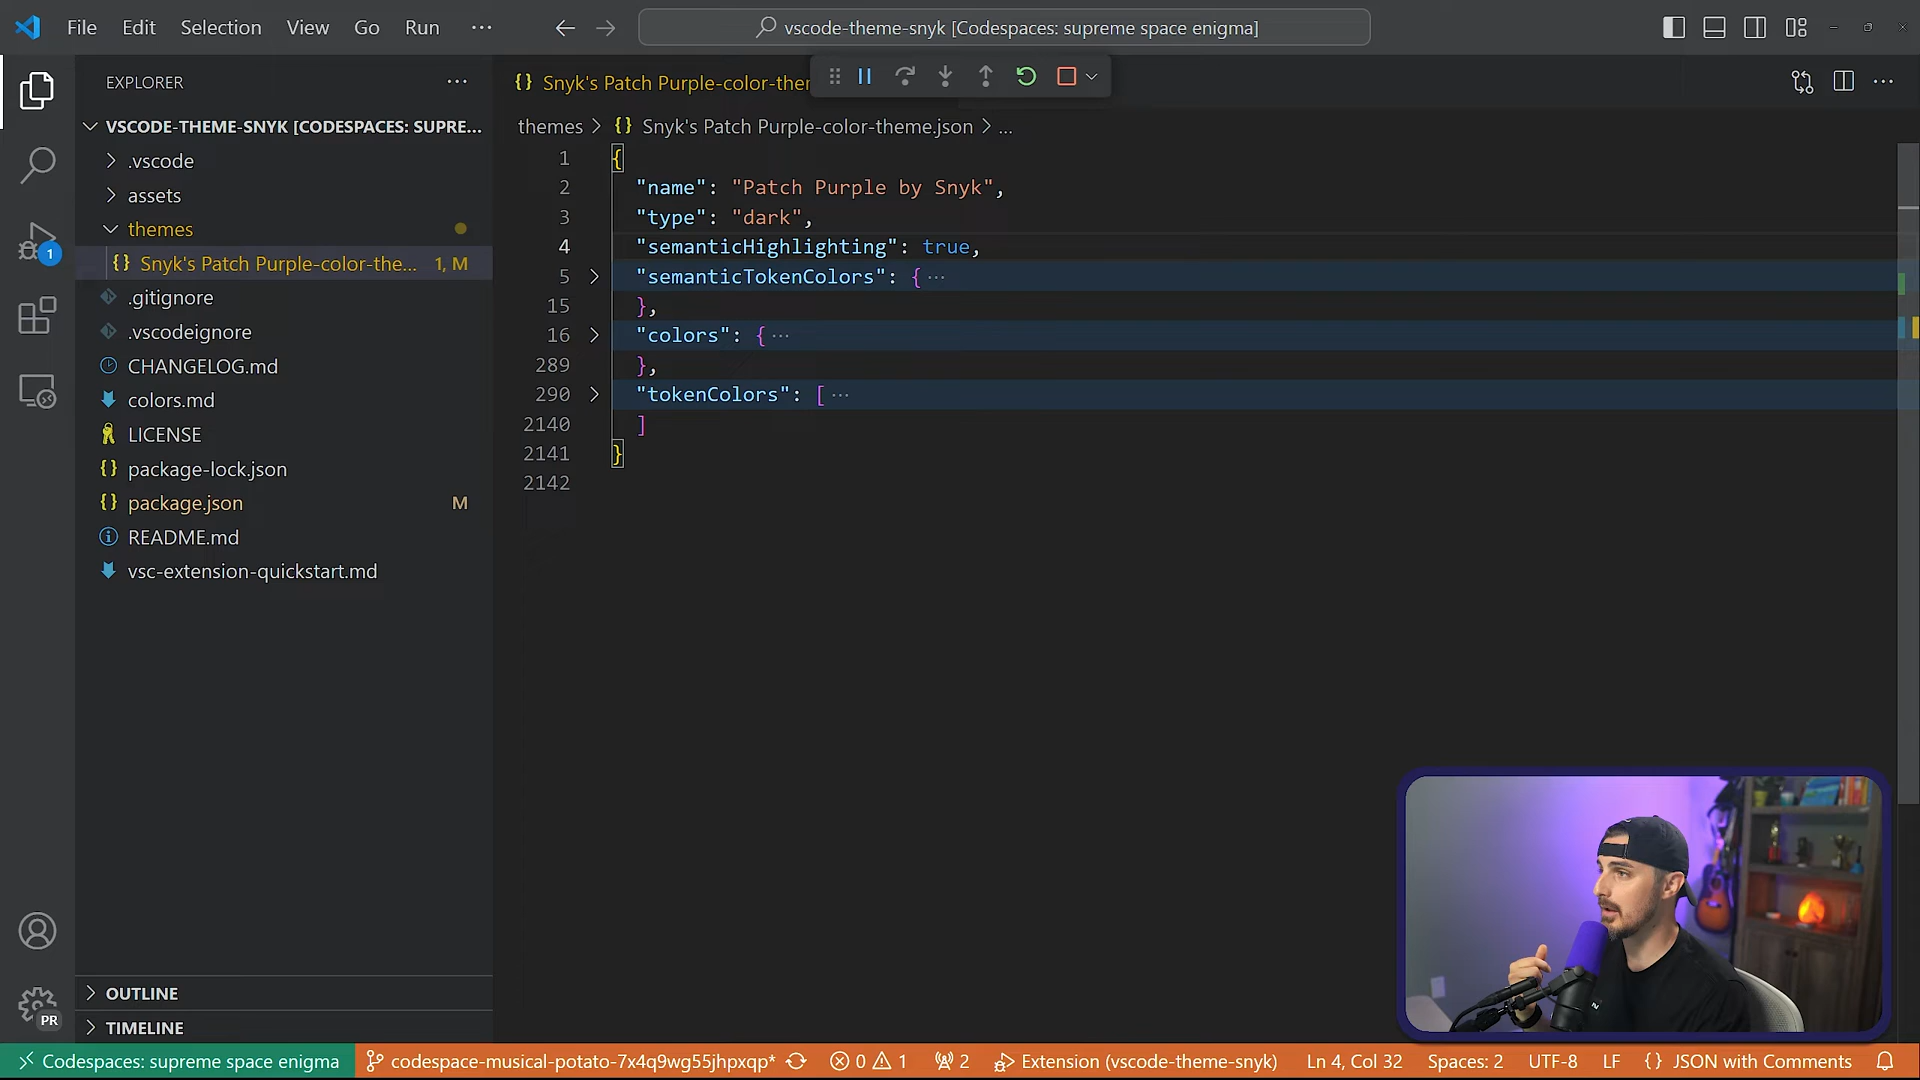 File Edit Selection View Go Run ···
vscode-theme-snyk [Codespaces: supreme space enigma]
EXPLORER
···
VSCODE-THEME-SNYK [CODESPACES: SUPRE...
.vscode
assets
themes
{} Snyk's Patch Purple-color-the... 1, M
.gitignore
.vscodeignore
CHANGELOG.md
colors.md
LICENSE
{} package-lock.json
{} package.json M
README.md
vsc-extension-quickstart.md
OUTLINE
TIMELINE
1
PR
{} Snyk's Patch Purple-color-the
themes > {} Snyk's Patch Purple-color-theme.json > ...
1 {
2 "name": "Patch Purple by Snyk",
3 "type": "dark",
4 "semanticHighlighting": true,
5 > "semanticTokenColors": { ···
15 },
16 > "colors": { ···
289 },
290 > "tokenColors": [ ···
2140 ]
2141 }
2142
Codespaces: supreme space enigma
codespace-musical-potato-7x4q9wg55jhpxqp*
0 1
2
Extension (vscode-theme-snyk)
Ln 4, Col 32
Spaces: 2
UTF-8
LF
{} JSON with Comments